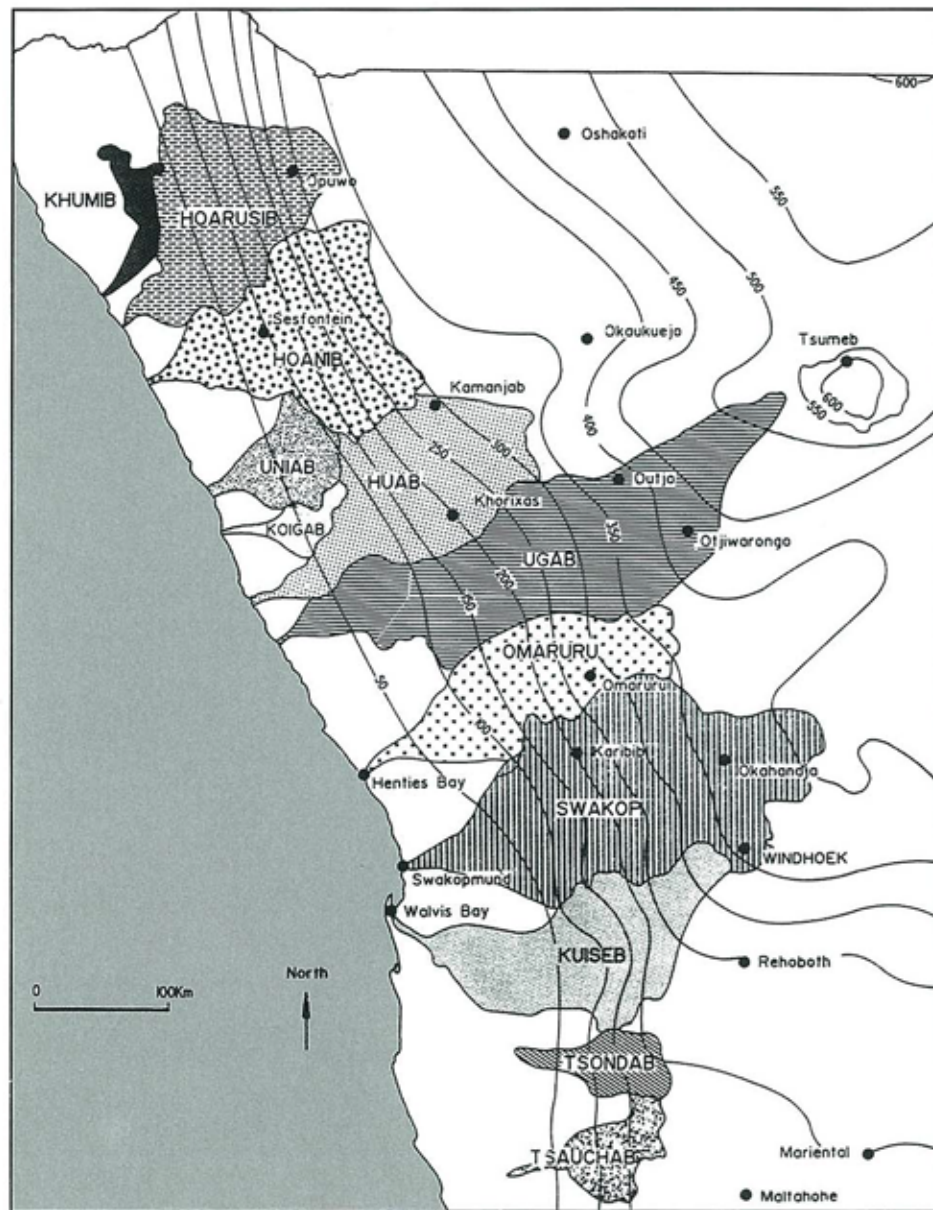 600
Oshakati
KHUMIB
Opuwo
HOARUSIB
550
450
500
Sesfontein
HOANIB
Okaukuejo
Tsumeb
600
550
Kamanjab
400
250
300
UNIAB
HUAB
Outjo
KOIGAB
Khorixas
350
Otjiwarongo
UGAB
200
150
OMARURU
50
Omaruru
100
Henties Bay
Karibib
Okahandja
SWAKOP
WINDHOEK
Swakopmund
Walvis Bay
KUISEB
Rehoboth
North
0 100Km
TSONDAB
TSAUCHAB
Mariental
Maltahohe